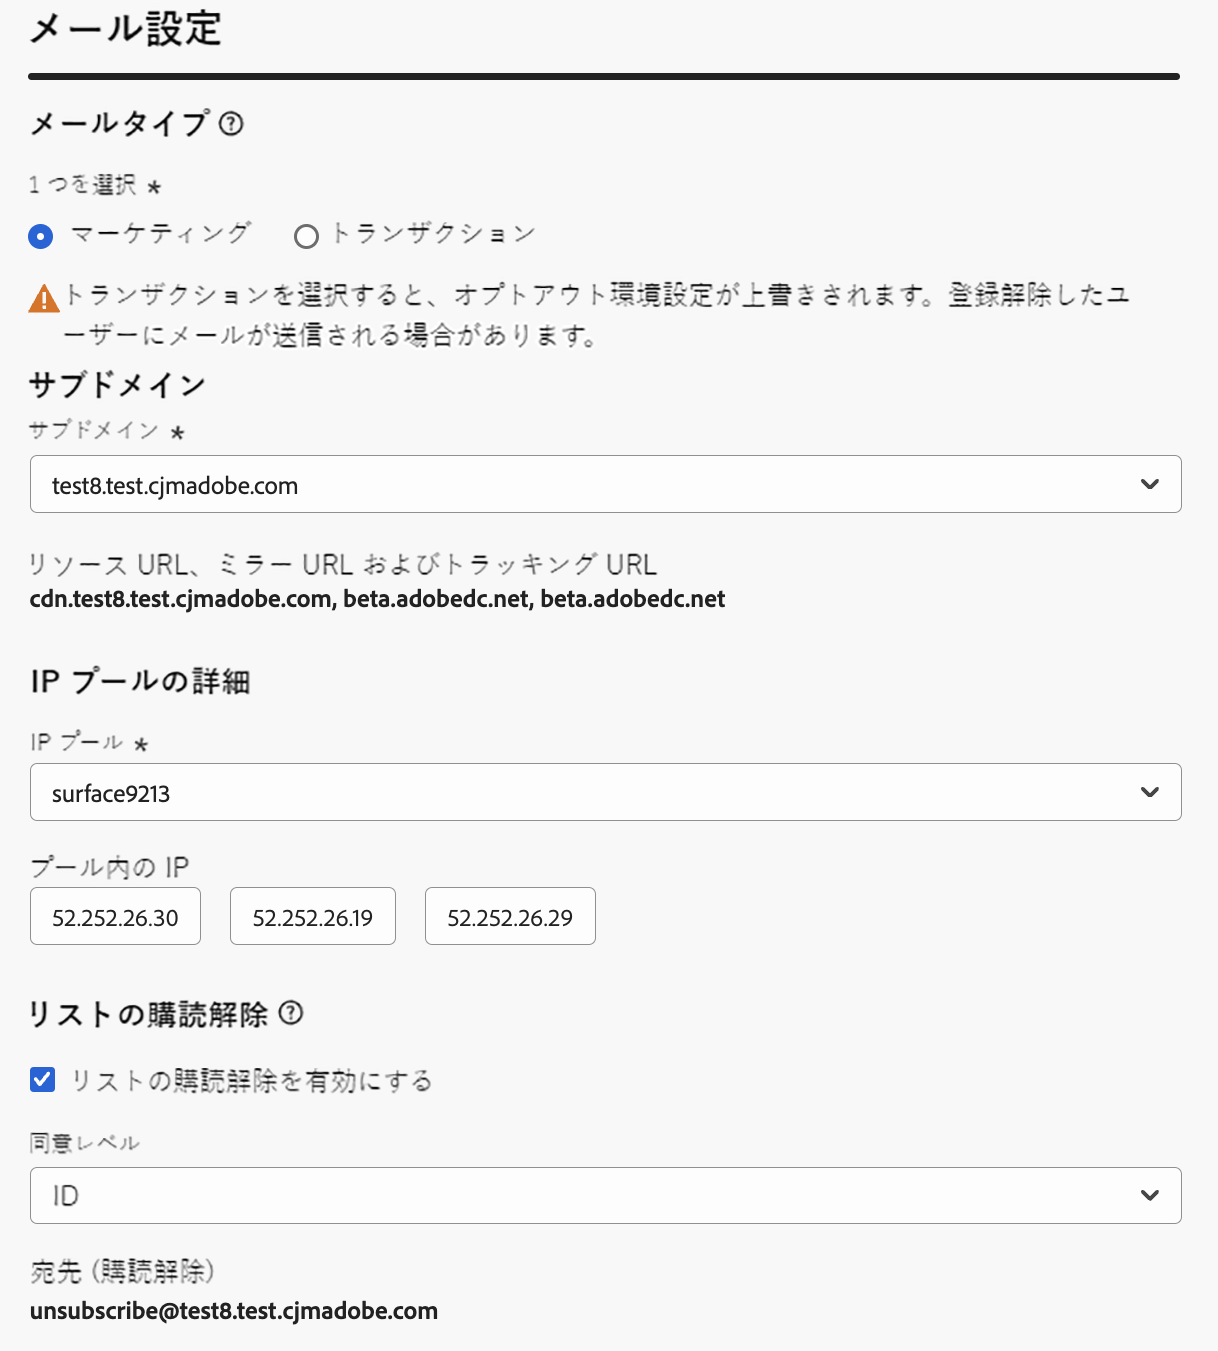 メール設定
メールタイプ ?
1 つを選択 *
マーケティング トランザクション
トランザクションを選択すると、オプトアウト環境設定が上書きされます。登録解除したユ
ーザーにメールが送信される場合があります。
サブドメイン
サブドメイン *
test8.test.cjmadobe.com
リソース URL、ミラー URL およびトラッキング URL
cdn.test8.test.cjmadobe.com, beta.adobedc.net, beta.adobedc.net
IP プールの詳細
IP プール *
surface9213
プール内の IP
52.252.26.30 52.252.26.19 52.252.26.29
リストの購読解除 ?
リストの購読解除を有効にする
同意レベル
ID
宛先 (購読解除)
unsubscribe@test8.test.cjmadobe.com